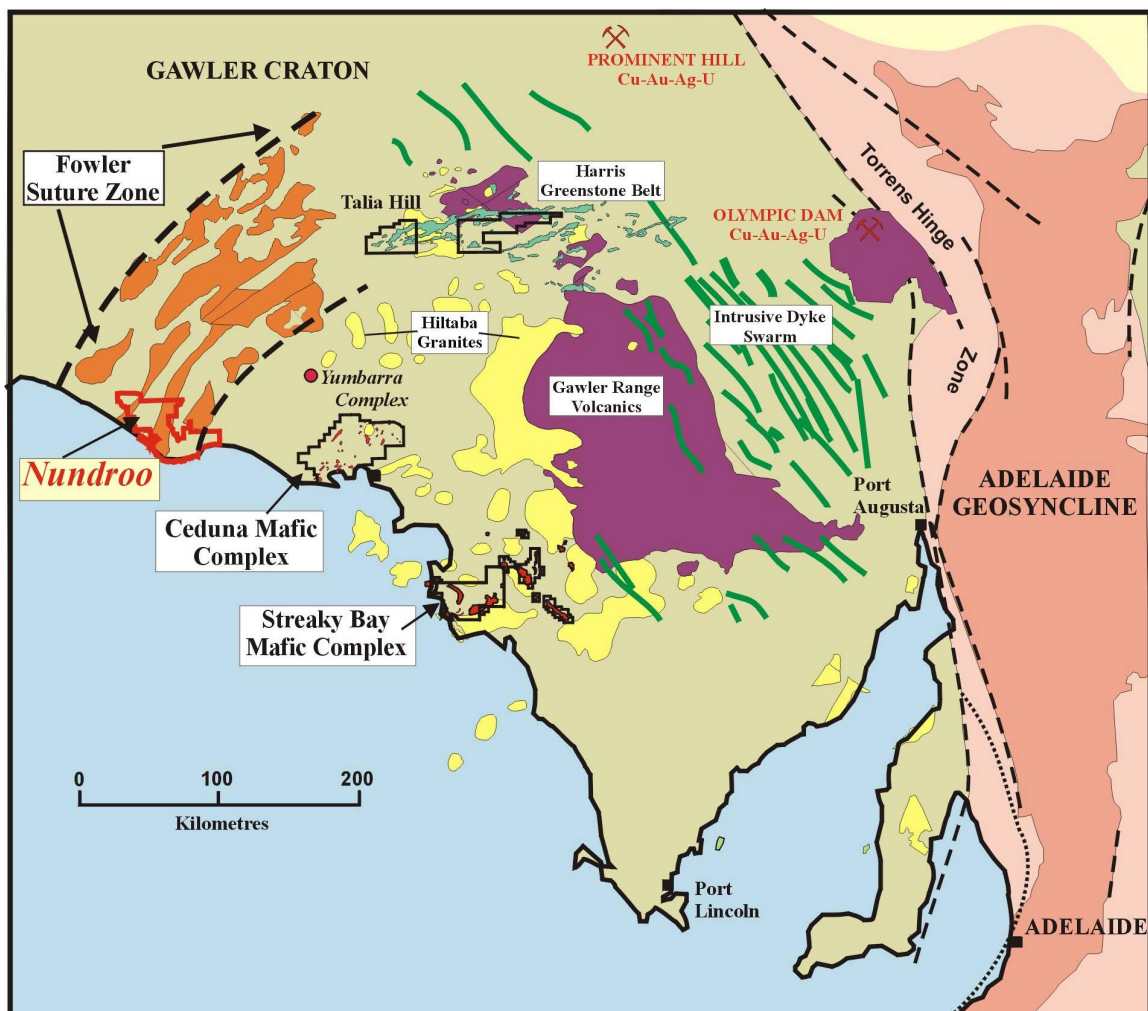 PROMINENT HILL
Cu-Au-Ag-U
GAWLER CRATON
Fowler
Suture Zone
Harris
Greenstone Belt
Talia Hill
Torrens Hinge
Zone
OLYMPIC DAM
Cu-Au-Ag-U
Hiltaba
Granites
Intrusive Dyke
Swarm
Yumbarra
Complex
Gawler Range
Volcanics
Nundroo
Port
Augusta
ADELAIDE
GEOSYNCLINE
Ceduna Mafic
Complex
Streaky Bay
Mafic Complex
0 100 200
Kilometres
Port
Lincoln
ADELAIDE